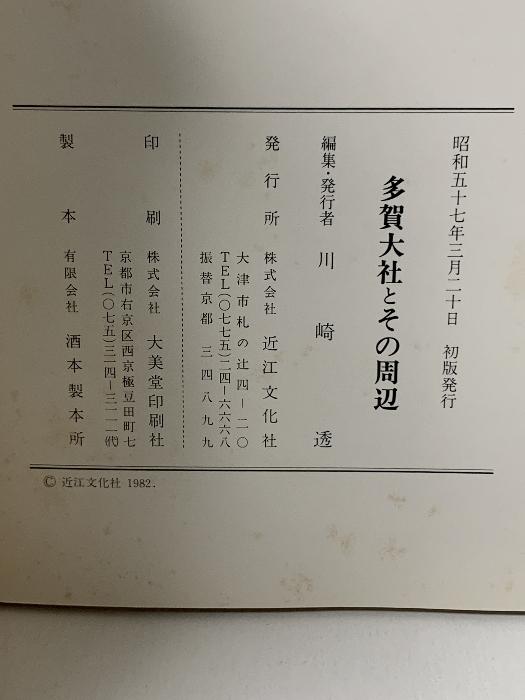 昭和五十七年三月二十日　初版発行
多賀大社とその周辺
編集・発行者　川崎透
発行所　株式会社　近江文化社
大津市札の辻四ー二〇
TEL(〇七七五)二四ー六六六八
振替京都　三四八九九
印刷　株式会社　大美堂印刷社
京都市右京区西京極豆田町七
TEL(〇七五)三一四ー三一一一(代)
製本　有限会社　酒本製本所
© 近江文化社 1982.